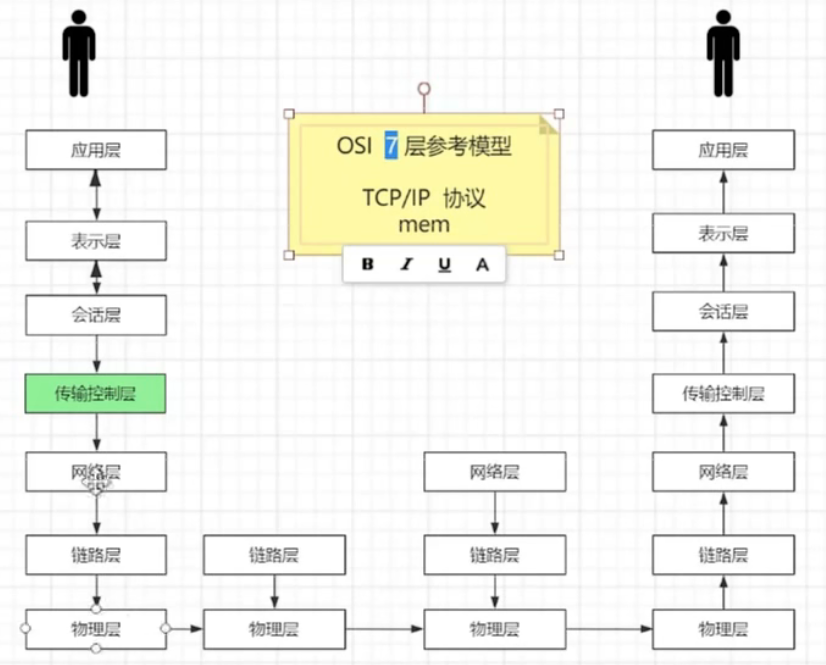 OSI 7 层参考模型
TCP/IP 协议
mem
B I U A
应用层
表示层
会话层
传输控制层
网络层
链路层
物理层
链路层
物理层
网络层
链路层
物理层
应用层
表示层
会话层
传输控制层
网络层
链路层
物理层